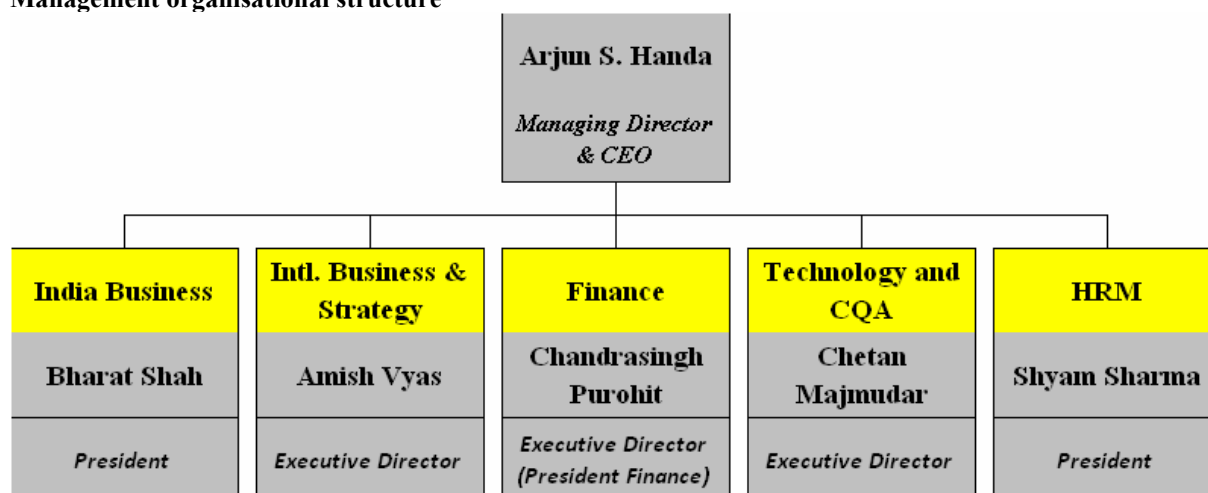 Management organisational structure
Arjun S. Handa
Managing Director
& CEO
India Business
Bharat Shah
President
Intl. Business &
Strategy
Amish Vyas
Executive Director
Finance
Chandrasingh
Purohit
Executive Director
(President Finance)
Technology and
CQA
Chetan
Majmudar
Executive Director
HRM
Shyam Sharma
President